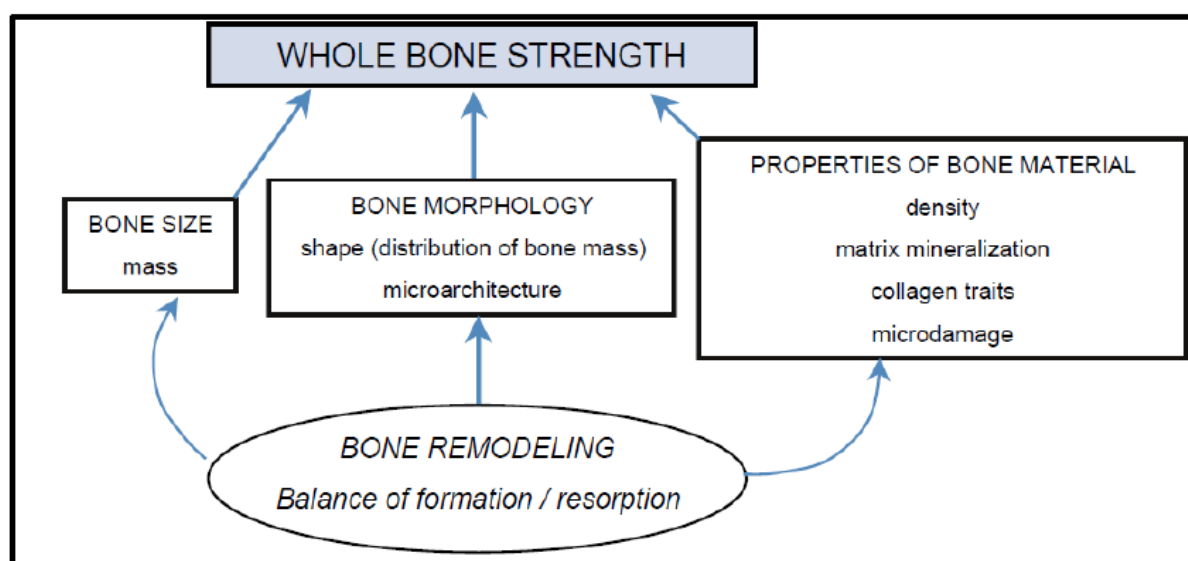 WHOLE BONE STRENGTH
BONE SIZE
mass
BONE MORPHOLOGY
shape (distribution of bone mass)
microarchitecture
PROPERTIES OF BONE MATERIAL
density
matrix mineralization
collagen traits
microdamage
BONE REMODELING
Balance of formation / resorption